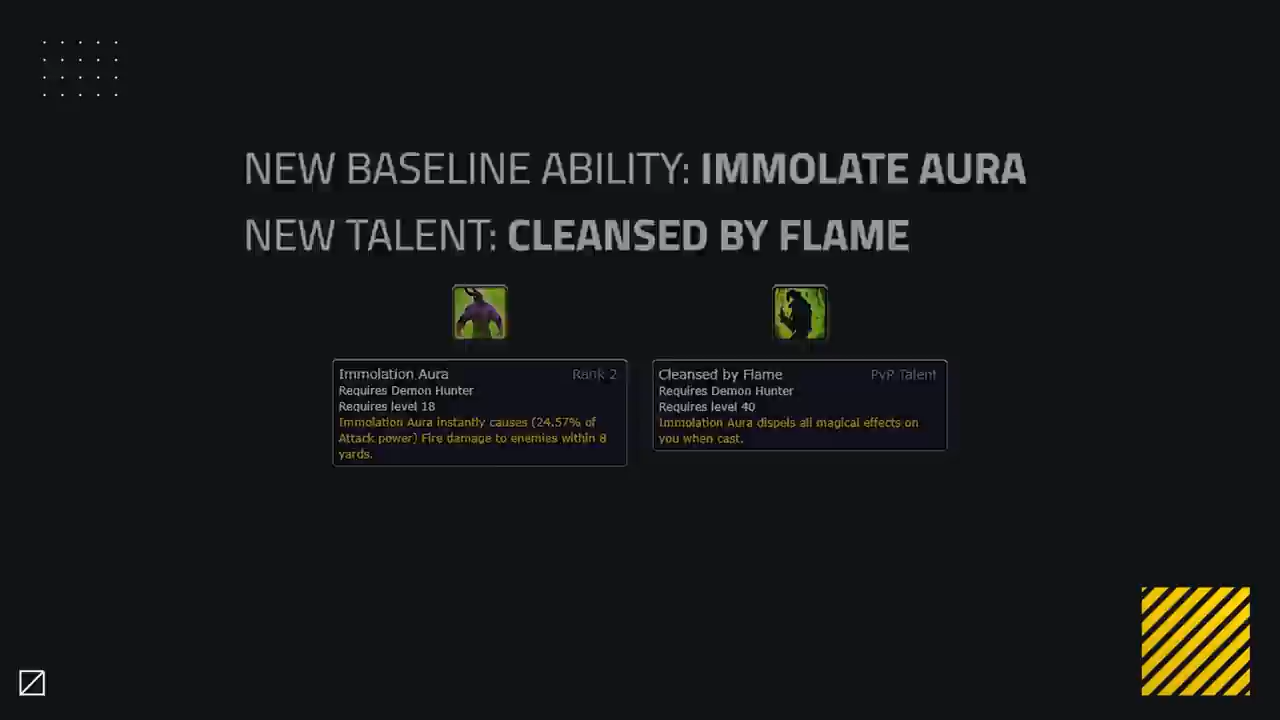 NEW BASELINE ABILITY: IMMOLATE AURA
NEW TALENT: CLEANSED BY FLAME
Immolation Aura Rank 2
Requires Demon Hunter
Requires level 18
Immolation Aura instantly causes (24.57% of
Attack power) Fire damage to enemies within 8
yards.
Cleansed by Flame PvP Talent
Requires Demon Hunter
Requires level 40
Immolation Aura dispels all magical effects on
you when cast.